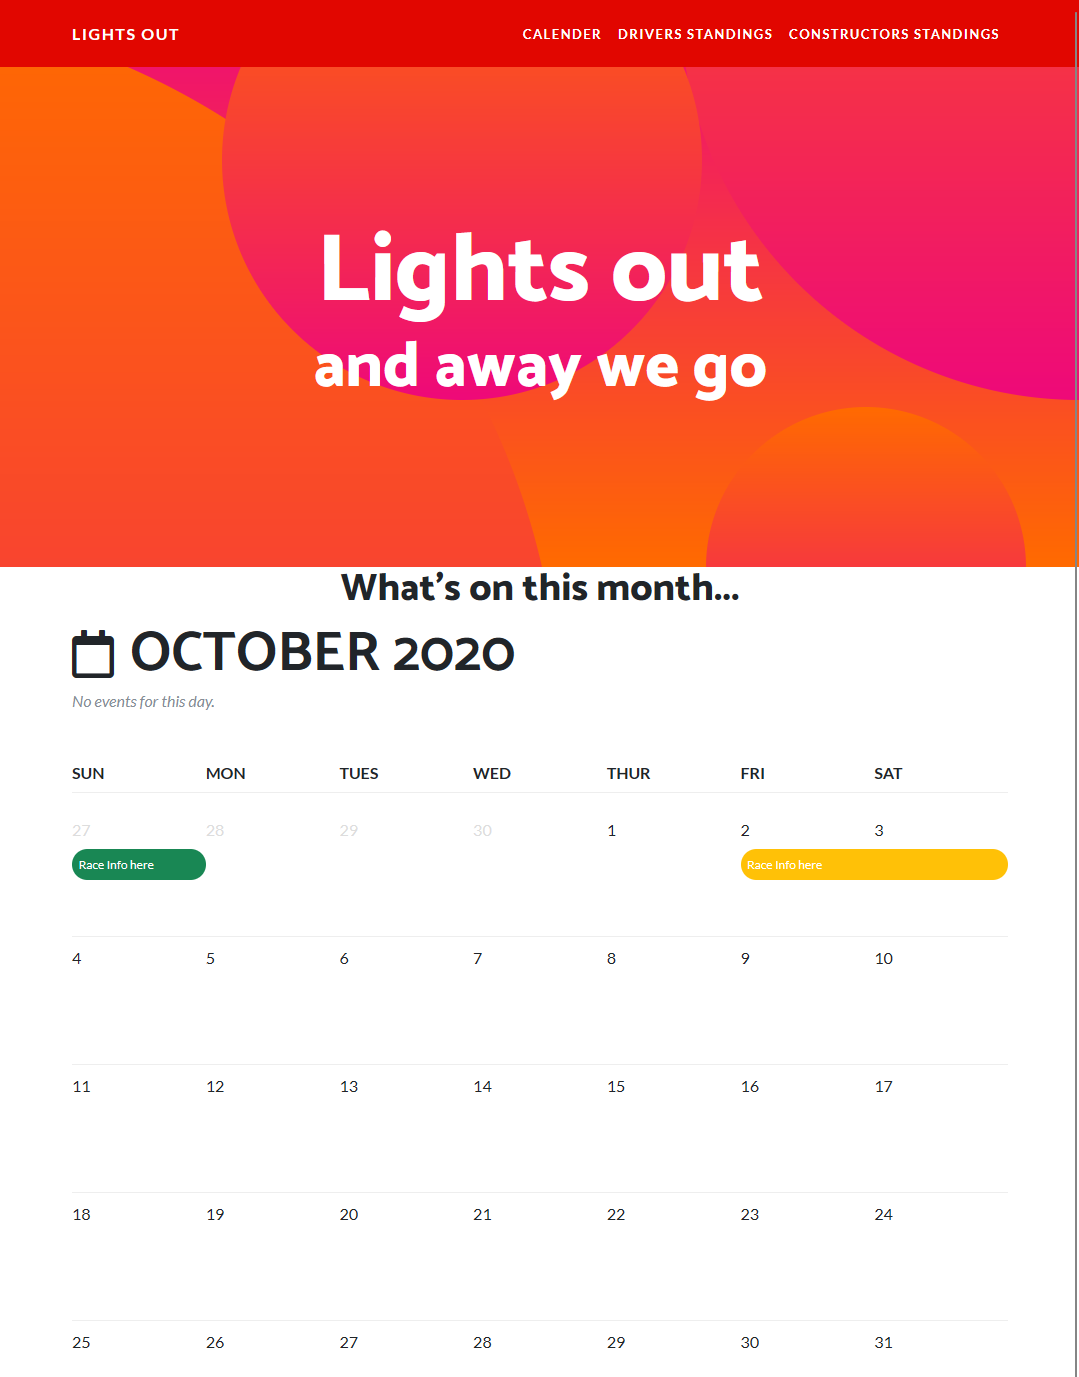 LIGHTS OUT CALENDER DRIVERS STANDINGS CONSTRUCTORS STANDINGS
Lights out
and away we go
What's on this month...
OCTOBER 2020
No events for this day.
SUN MON TUES WED THUR FRI SAT
27 28 29 30 1 2 3
Race Info here Race Info here
4 5 6 7 8 9 10
11 12 13 14 15 16 17
18 19 20 21 22 23 24
25 26 27 28 29 30 31